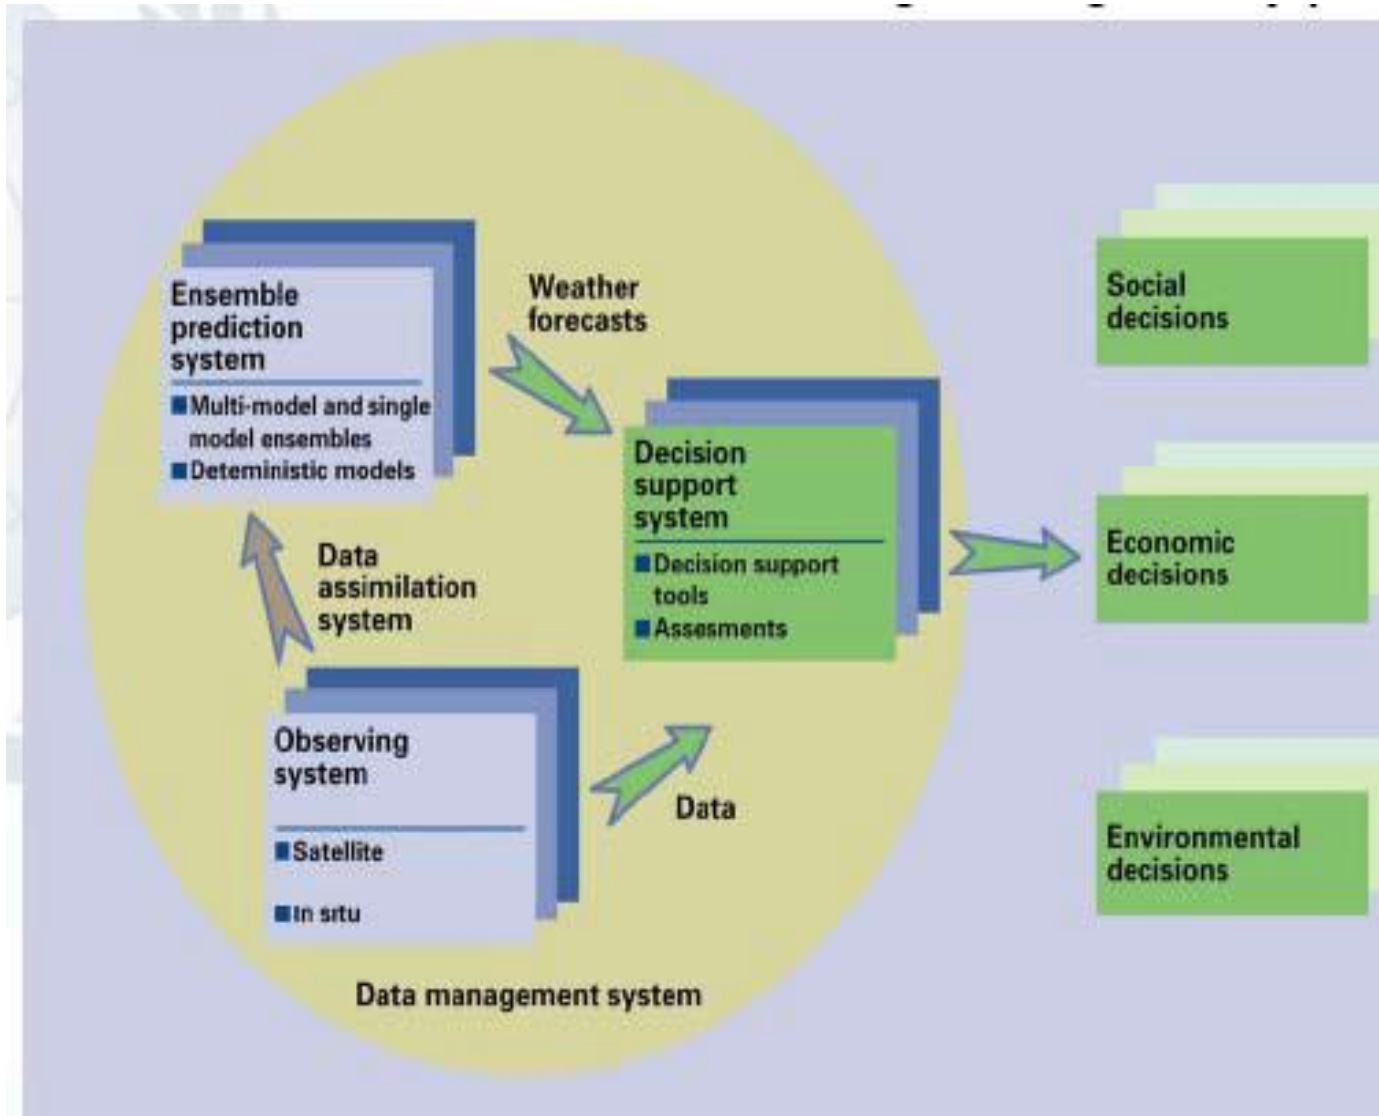 Ensemble
prediction
system
Multi-model and single
model ensembles
Deteministic models
Weather
forecasts
Decision
support
system
Decision support
tools
Assesments
Data
assimilation
system
Observing
system
Satellite
In situ
Data
Data management system
Social
decisions
Economic
decisions
Environmental
decisions